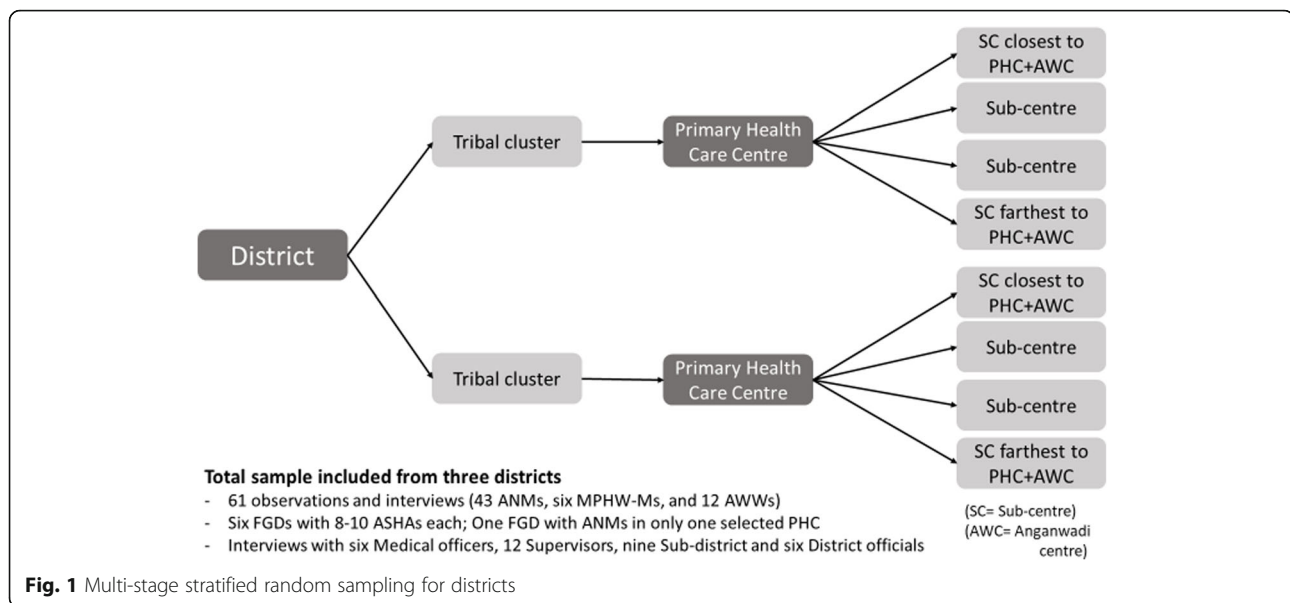 SC closest to
PHC+AWC
Tribal cluster
Primary Health
Care Centre
Sub-centre
Sub-centre
SC farthest to
PHC+AWC
District
SC closest to
PHC+AWC
Tribal cluster
Primary Health
Care Centre
Sub-centre
Sub-centre
SC farthest to
PHC+AWC
Total sample included from three districts
- 61 observations and interviews (43 ANMs, six MPHW-Ms, and 12 AWWs)
- Six FGDs with 8-10 ASHAs each; One FGD with ANMs in only one selected PHC
- Interviews with six Medical officers, 12 Supervisors, nine Sub-district and six District officials
(SC= Sub-centre)
(AWC= Anganwadi
centre)
Fig. 1 Multi-stage stratified random sampling for districts